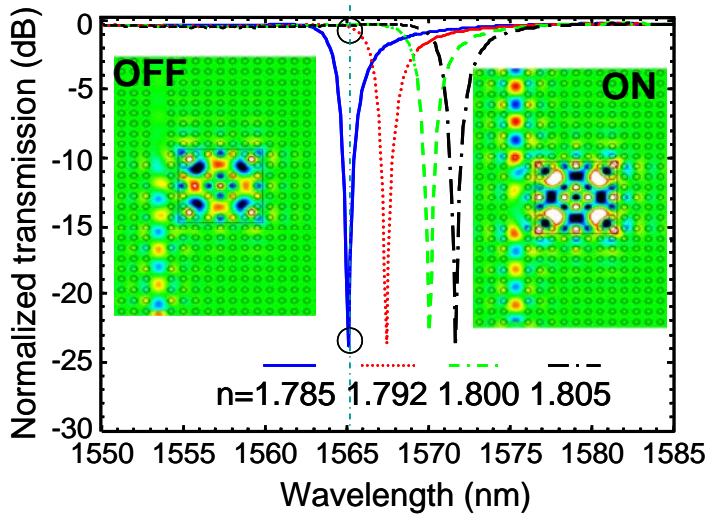 Normalized transmission (dB)
0
-5
-10
-15
-20
-25
-30
OFF
ON
n=1.785 1.792 1.800 1.805
1550 1555 1560 1565 1570 1575 1580 1585
Wavelength (nm)